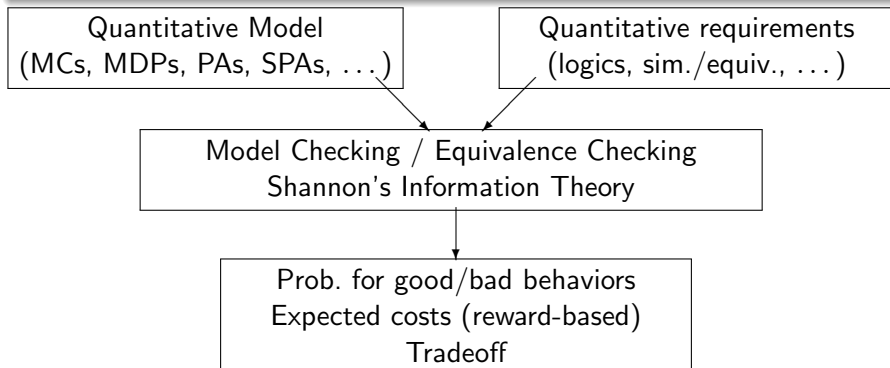 Quantitative Model
(MCs, MDPs, PAs, SPAs, ...)
Quantitative requirements
(logics, sim./equiv., ...)
Model Checking / Equivalence Checking
Shannon's Information Theory
Prob. for good/bad behaviors
Expected costs (reward-based)
Tradeoff